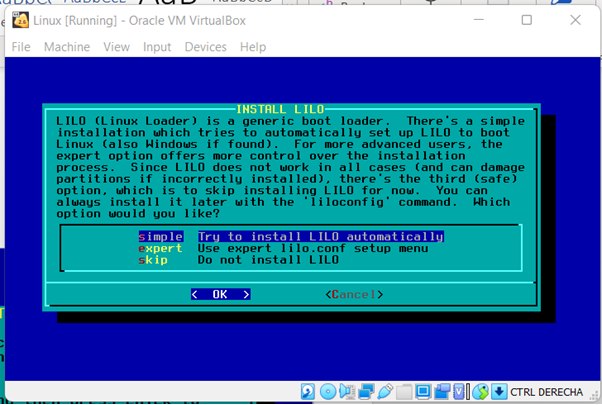 Linux [Running] - Oracle VM VirtualBox
File Machine View Input Devices Help
INSTALL LILO
LILO (Linux Loader) is a generic boot loader.  There's a simple
installation which tries to automatically set up LILO to boot
Linux (also Windows if found).  For more advanced users, the
expert option offers more control over the installation
process.  Since LILO does not work in all cases (and can damage
partitions if incorrectly installed), there's the third (safe)
option, which is to skip installing LILO for now.  You can
always install it later with the 'liloconfig' command.  Which
option would you like?
simple  Try to install LILO automatically
expert  Use expert lilo.conf setup menu
skip    Do not install LILO
<  OK  > <Cancel>
CTRL DERECHA